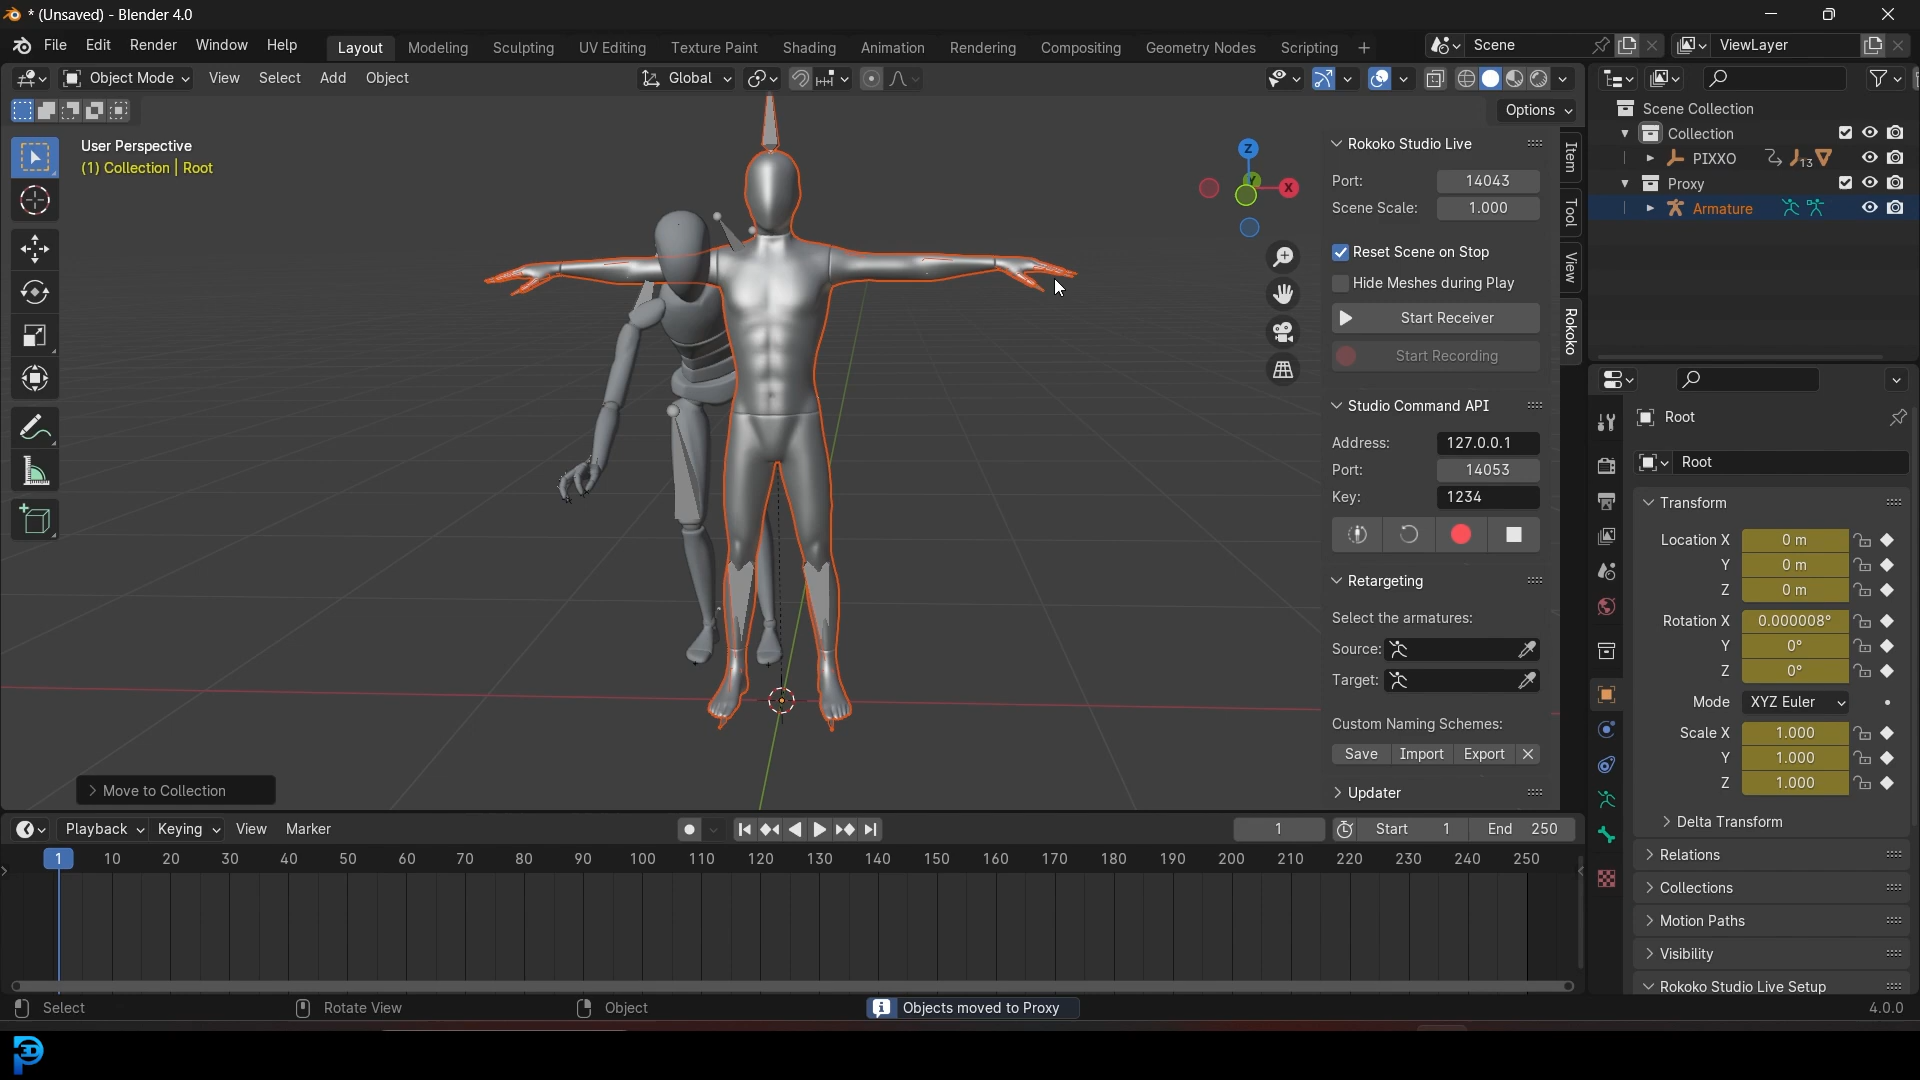 * (Unsaved) - Blender 4.0
File Edit Render Window Help Layout Modeling Sculpting UV Editing Texture Paint Shading Animation Rendering Compositing Geometry Nodes Scripting + Scene ViewLayer
Object Mode View Select Add Object Global
Options
User Perspective
(1) Collection | Root
Z
Y
X
Item
Tool
View
Rokoko
Rokoko Studio Live
Port: 14043
Scene Scale: 1.000
Reset Scene on Stop
Hide Meshes during Play
Start Receiver
Start Recording
Studio Command API
Address: 127.0.0.1
Port: 14053
Key: 1234
Retargeting
Select the armatures:
Source:
Target:
Custom Naming Schemes:
Save Import Export
Updater
Move to Collection
Scene Collection
Collection
PIXXO 13
Proxy
Armature
Root
Root
Transform
Location X 0 m
Y 0 m
Z 0 m
Rotation X 0.000008°
Y 0°
Z 0°
Mode XYZ Euler
Scale X 1.000
Y 1.000
Z 1.000
Delta Transform
Relations
Collections
Motion Paths
Visibility
Rokoko Studio Live Setup
Playback Keying View Marker 1 Start 1 End 250
1 10 20 30 40 50 60 70 80 90 100 110 120 130 140 150 160 170 180 190 200 210 220 230 240 250
Select Rotate View Object Objects moved to Proxy 4.0.0
3D